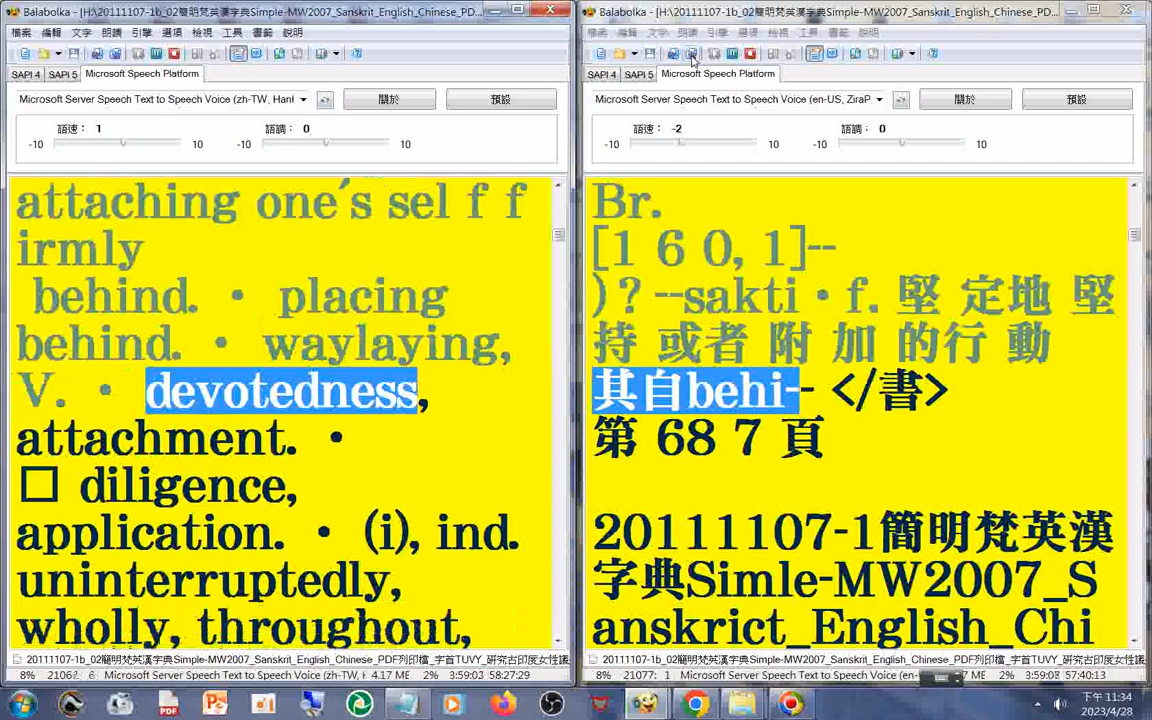 Balabolka - [H:\20111107-1b_02簡明梵英漢字典Simple-MW2007_Sanskrit_English_Chinese_PD...
檔案 編輯 文字 朗讀 引擎 選項 檢視 工具 書籤 說明
SAPI 4 SAPI 5 Microsoft Speech Platform
Microsoft Server Speech Text to Speech Voice (zh-TW, Hanl
關於 預設
語速： 1 語調： 0
-10 10 -10 10
attaching one's sel f f
irmly
behind. • placing
behind. • waylaying,
V. • devotedness,
attachment. •
□ diligence,
application. • (i), ind.
uninterruptedly,
wholly, throughout,
20111107-1b_02簡明梵英漢字典Simple-MW2007_Sanskrit_English_Chinese_PDF列印檔_字首TUVY_研究古印度女性議
8% 21062 6 Microsoft Server Speech Text to Speech Voice (zh-TW, 4.17 ME 2% 3:59:03 58:27:29
Balabolka - [H:\20111107-1b_02簡明梵英漢字典Simple-MW2007_Sanskrit_English_Chinese_PDF...
檔案 編輯 文字 朗讀 引擎 選項 檢視 工具 書籤 說明
SAPI 4 SAPI 5 Microsoft Speech Platform
Microsoft Server Speech Text to Speech Voice (en-US, ZiraP
關於 預設
語速： -2 語調： 0
-10 10 -10 10
Br.
[1 6 0, 1]--
)? --sakti • f. 堅 定地 堅
持 或者 附 加 的行 動
其自behi-- </書>
第 68 7 頁
20111107-1簡明梵英漢
字典Simle-MW2007_S
anskrict_English_Chi
20111107-1b_02簡明梵英漢字典Simple-MW2007_Sanskrit_English_Chinese_PDF列印檔_字首TUVY_研究古印度女性議
8% 21077: 1 Microsoft Server Speech Text to Speech Voice 2% 3:59:07 57:40:13
下午 11:34
2023/4/28